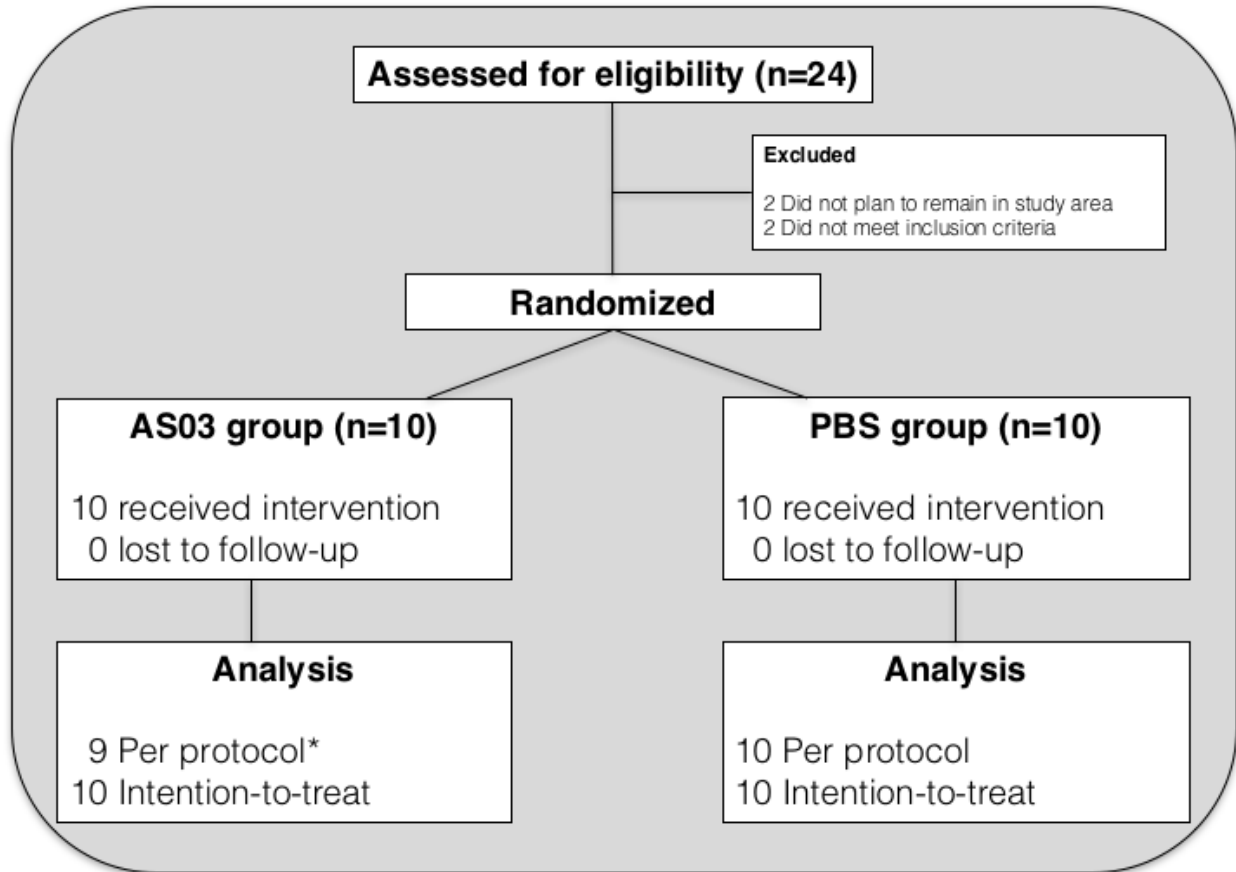 Assessed for eligibility (n=24)
Excluded
2 Did not plan to remain in study area
2 Did not meet inclusion criteria
Randomized
AS03 group (n=10)
10 received intervention
0 lost to follow-up
PBS group (n=10)
10 received intervention
0 lost to follow-up
Analysis
9 Per protocol*
10 Intention-to-treat
Analysis
10 Per protocol
10 Intention-to-treat